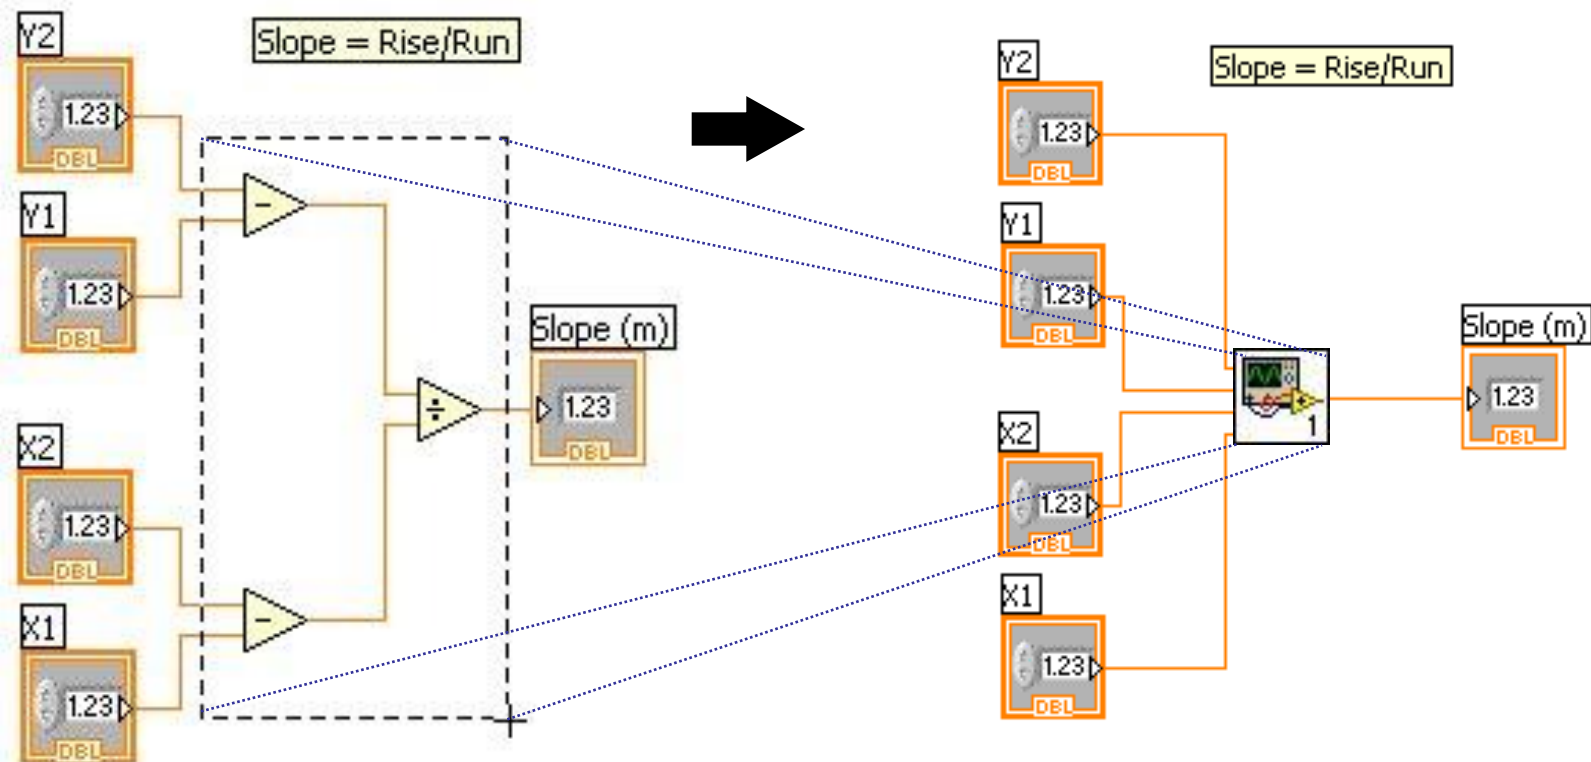 Y2
Slope = Rise/Run
1.23
DBL
Y1
1.23
DBL
Slope (m)
1.23
DBL
X2
1.23
DBL
X1
1.23
DBL
Y2
Slope = Rise/Run
1.23
DBL
Y1
1.23
DBL
Slope (m)
1.23
DBL
1
X2
1.23
DBL
X1
1.23
DBL